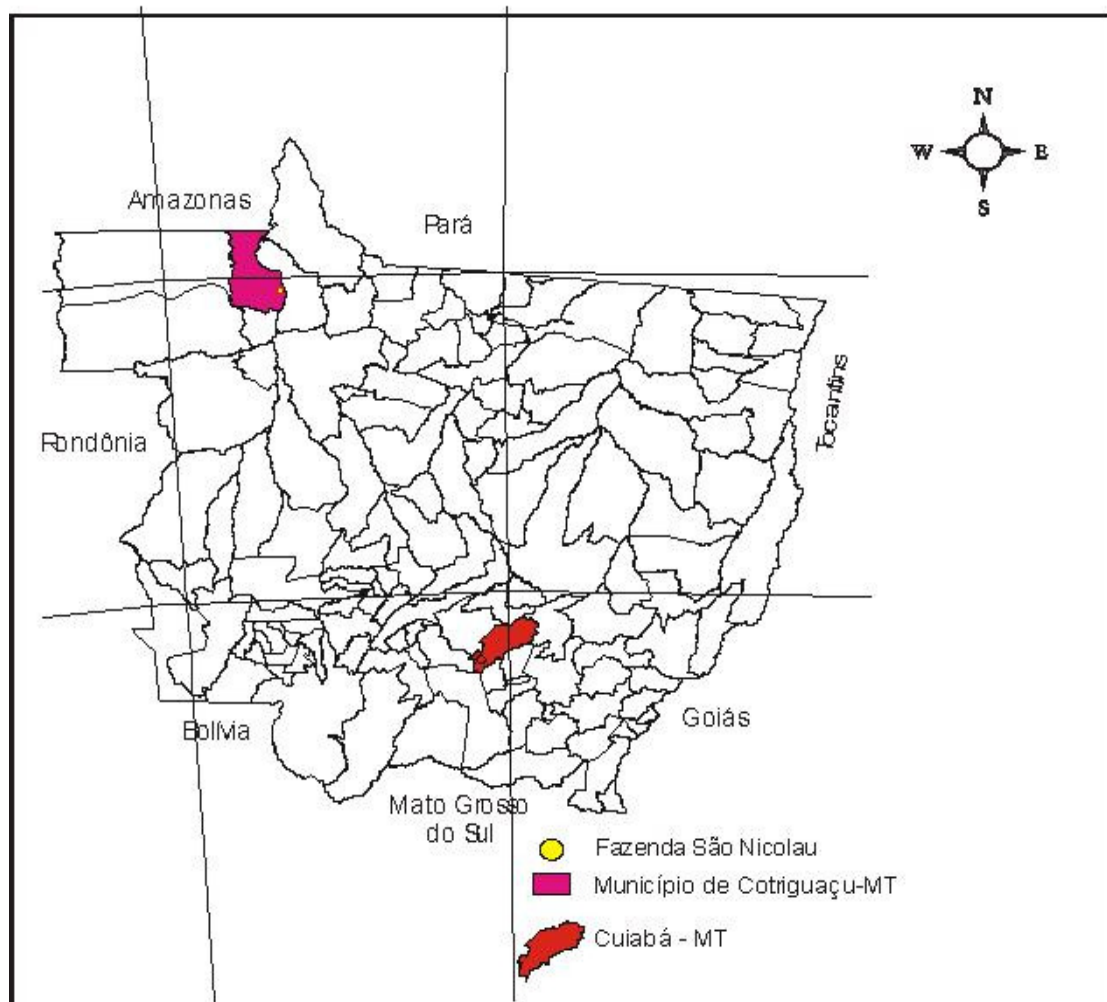 N
W E
S
Amazonas
Pará
Tocantins
Rondônia
Bolívia
Goiás
Mato Grosso
do Sul
Fazenda São Nicolau
Município de Cotriguaçu-MT
Cuiabá - MT